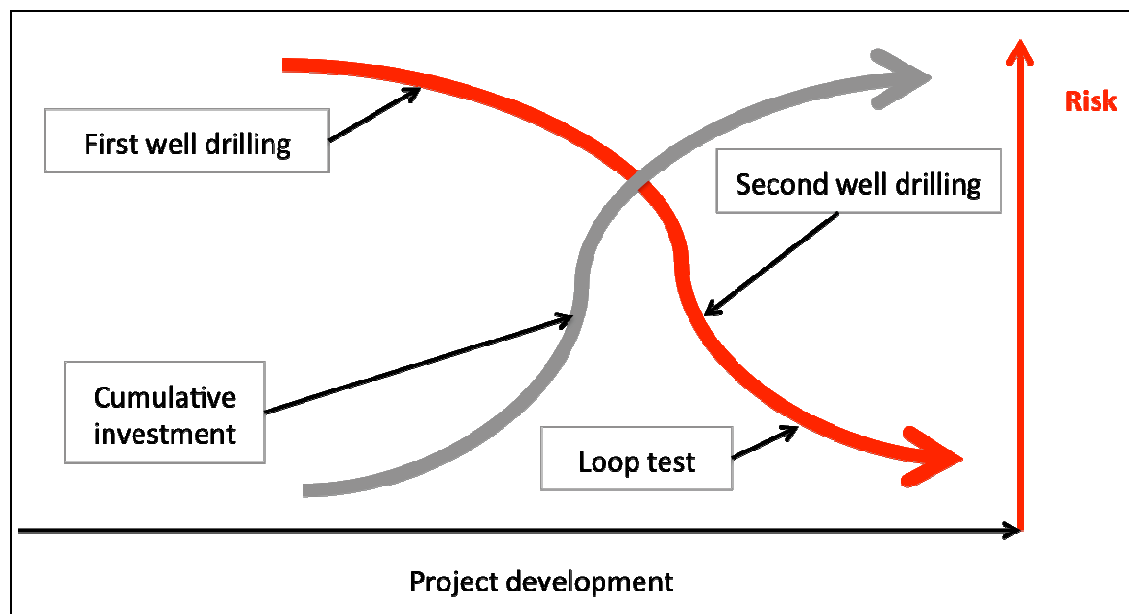 Risk
First well drilling
Second well drilling
Cumulative
investment
Loop test
Project development